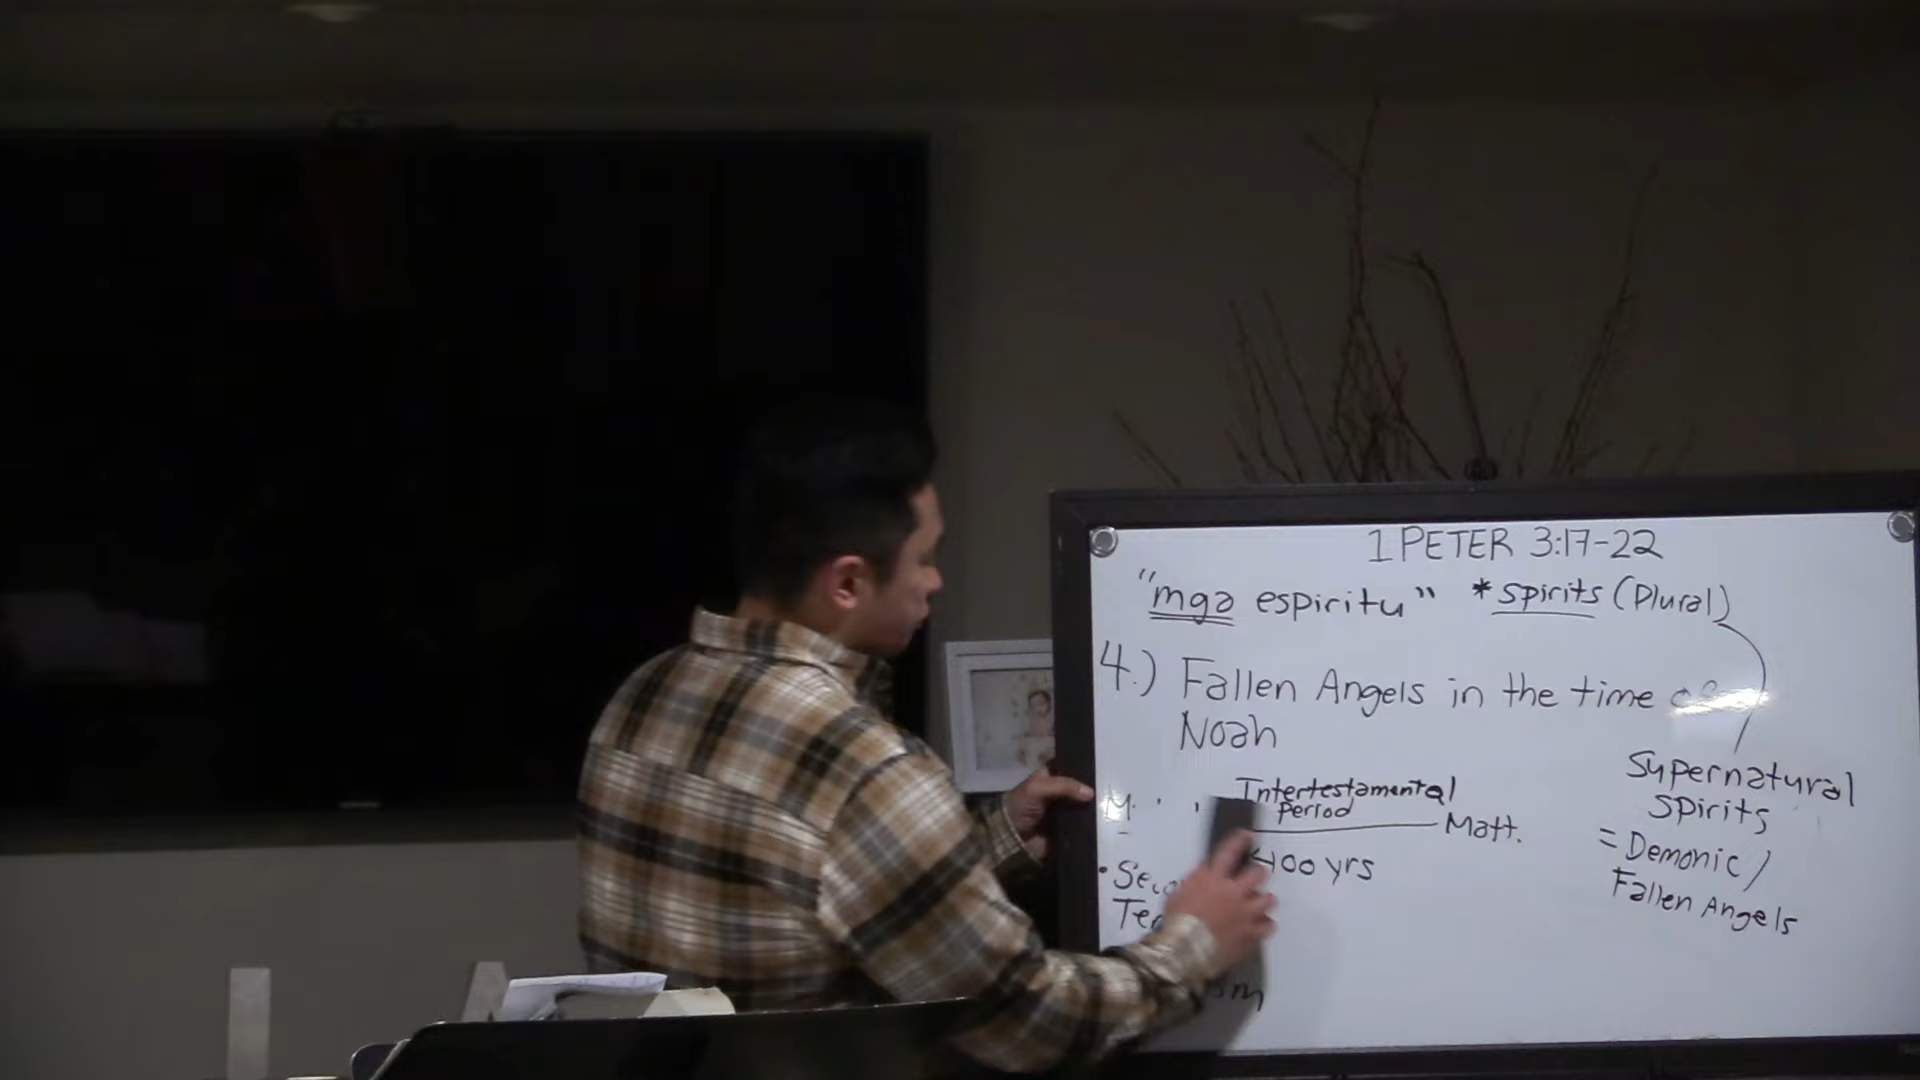 1 PETER 3:17-22
"mga espiritu" *spirits (Plural)
4.) Fallen Angels in the time
Noah
Supernatural
Spirits
= Demonic /
Fallen Angels
Intertestamental
Period
Matt.
400 yrs